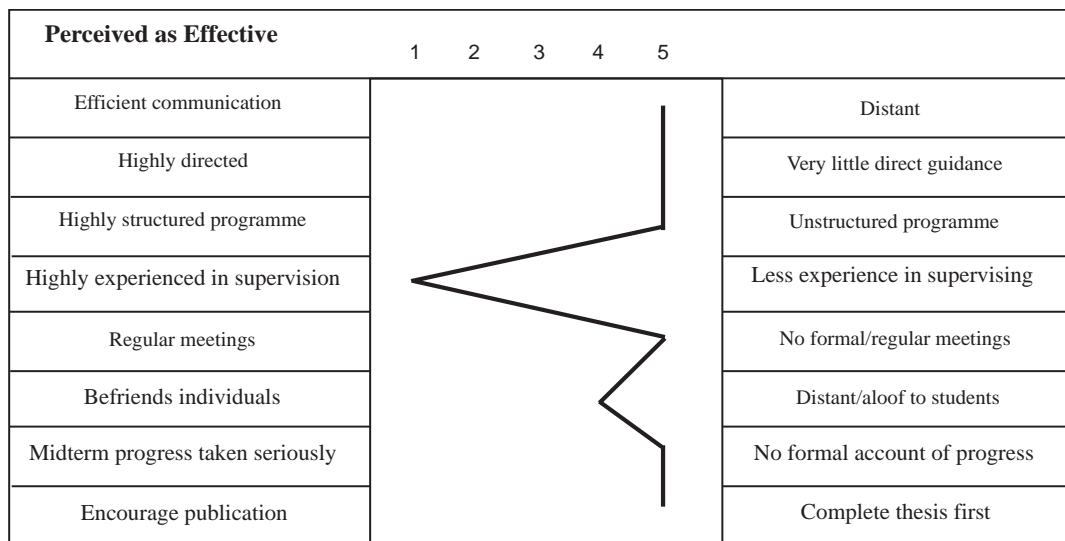 Perceived as Effective
1 2 3 4 5
Efficient communication
Distant
Highly directed
Very little direct guidance
Highly structured programme
Unstructured programme
Highly experienced in supervision
Less experience in supervising
Regular meetings
No formal/regular meetings
Befriends individuals
Distant/aloof to students
Midterm progress taken seriously
No formal account of progress
Encourage publication
Complete thesis first